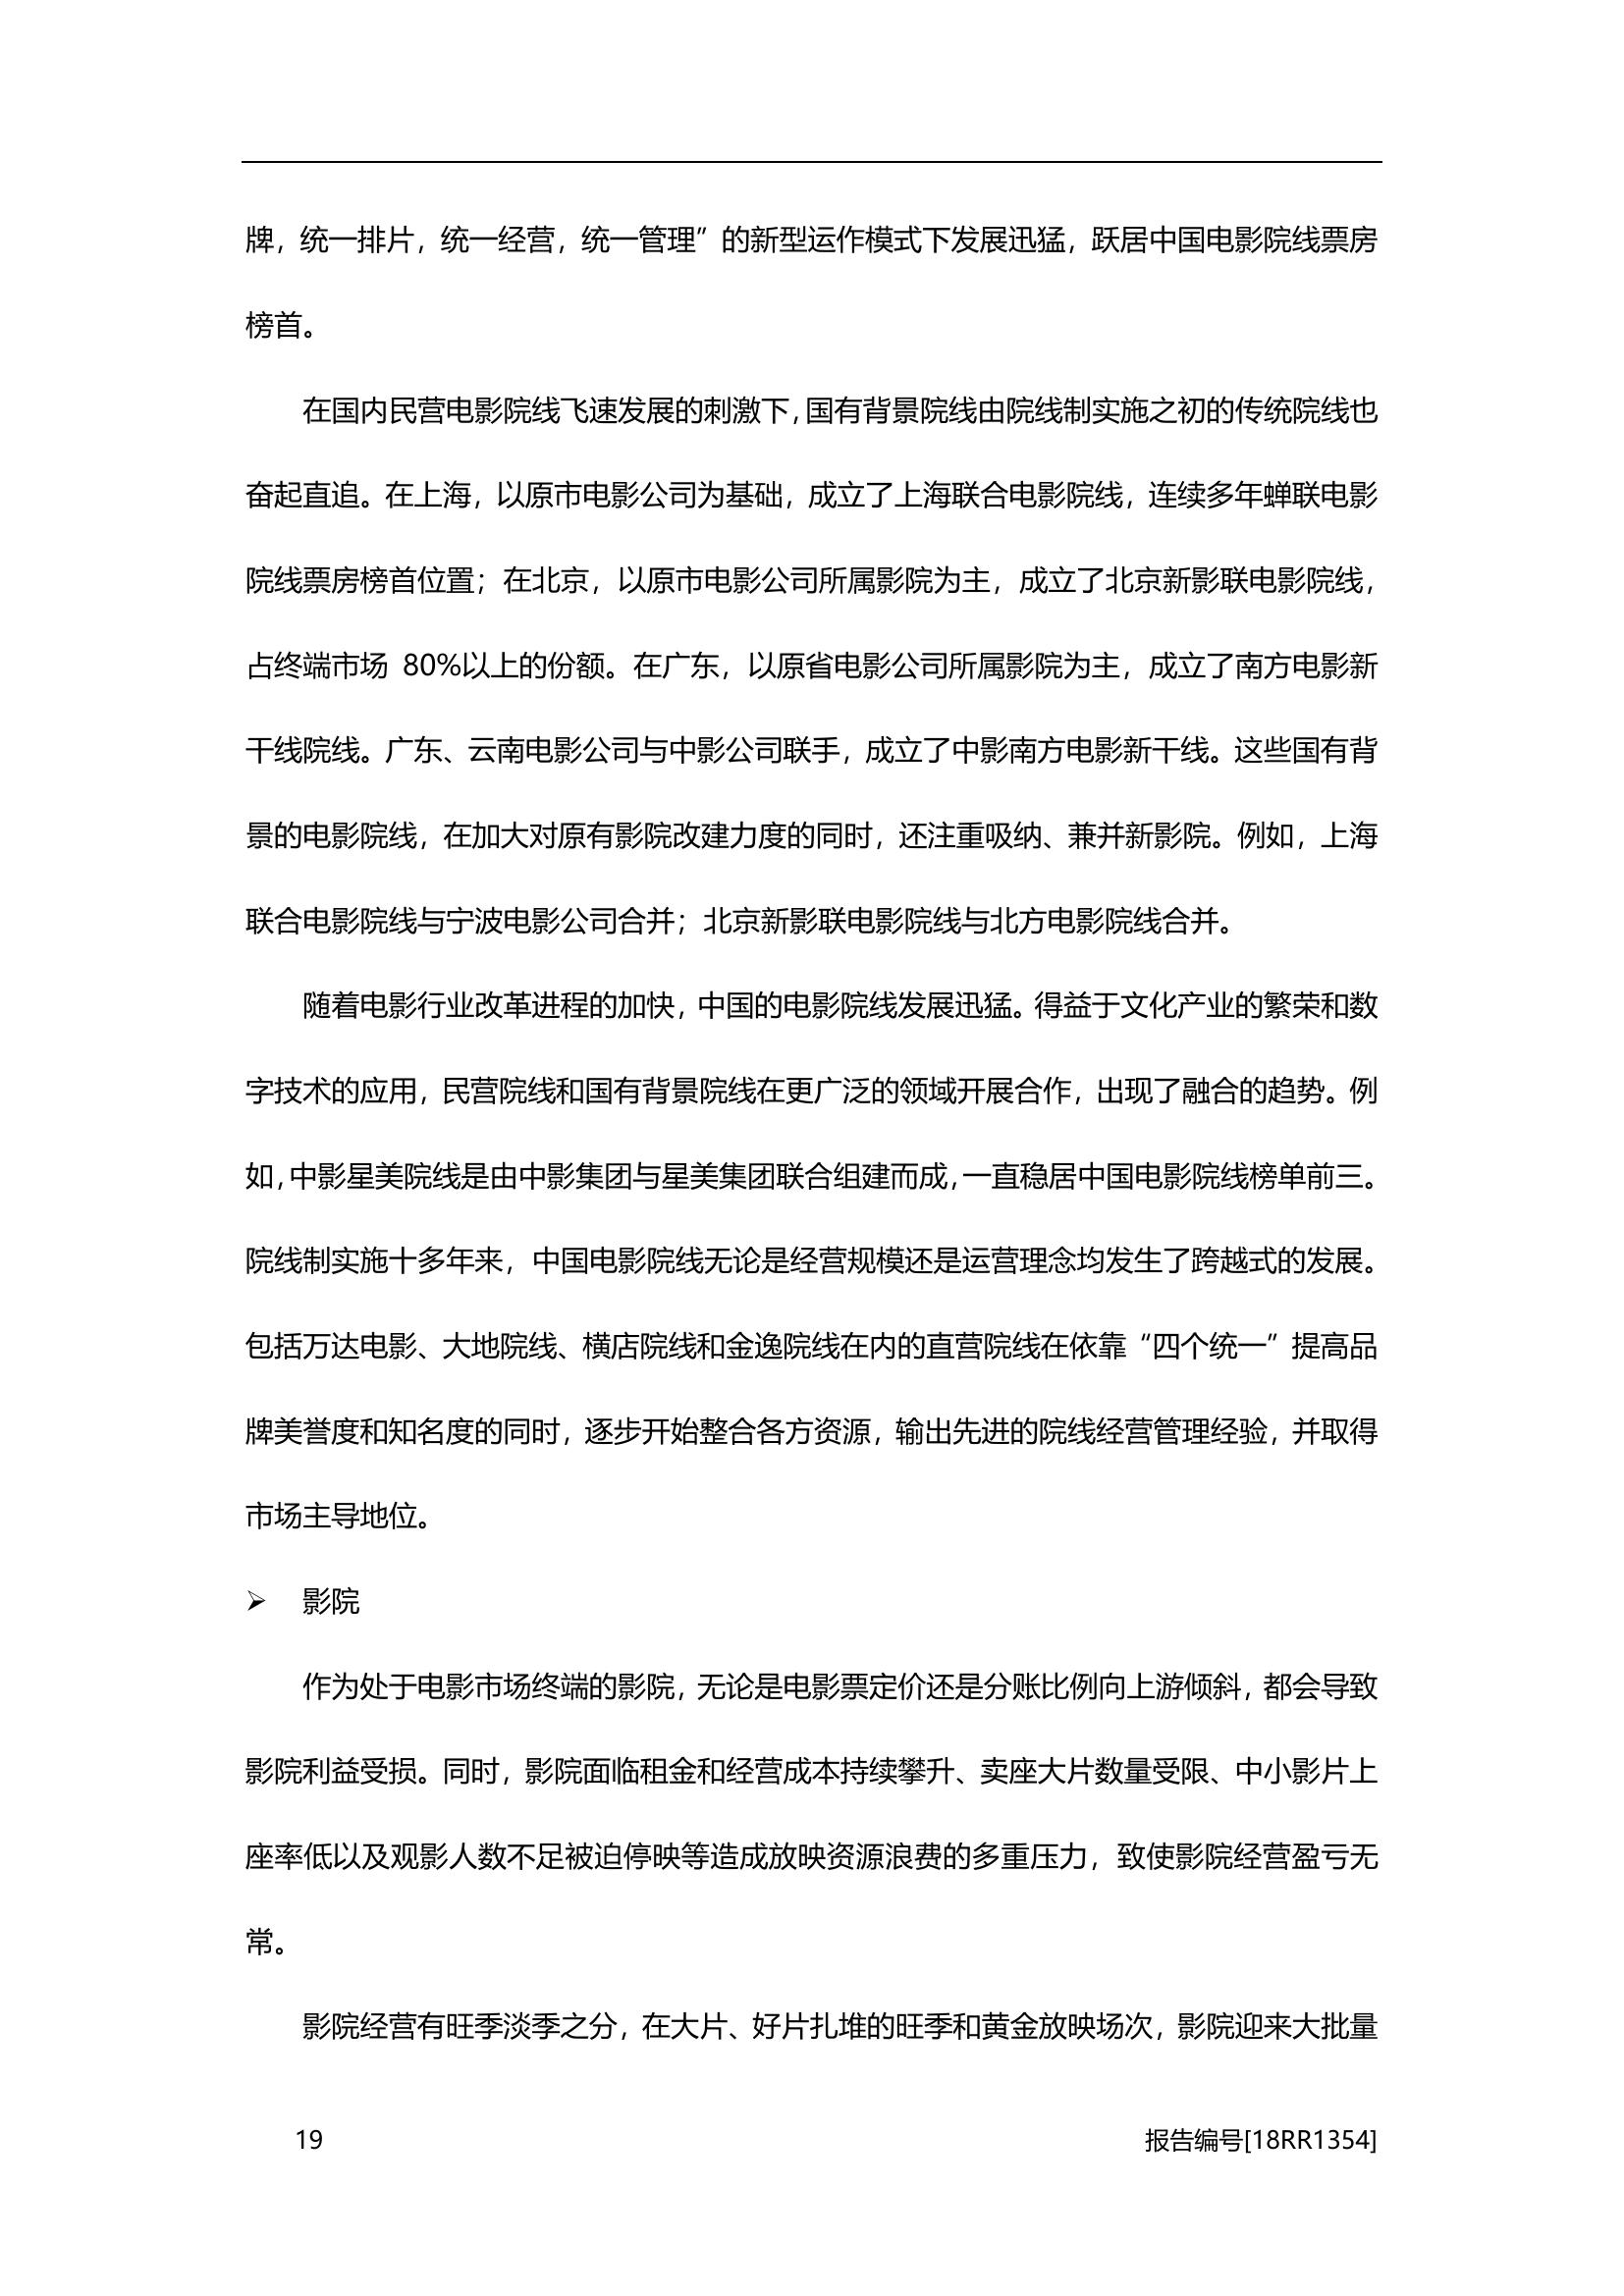 牌，统一排片，统一经营，统一管理”的新型运作模式下发展迅猛，跃居中国电影院线票房
榜首。
在国内民营电影院线飞速发展的刺激下，国有背景院线由院线制实施之初的传统院线也
奋起直追。在上海，以原市电影公司为基础，成立了上海联合电影院线，连续多年蝉联电影
院线票房榜首位置；在北京，以原市电影公司所属影院为主，成立了北京新影联电影院线，
占终端市场 80%以上的份额。在广东，以原省电影公司所属影院为主，成立了南方电影新
干线院线。广东、云南电影公司与中影公司联手，成立了中影南方电影新干线。这些国有背
景的电影院线，在加大对原有影院改建力度的同时，还注重吸纳、兼并新影院。例如，上海
联合电影院线与宁波电影公司合并；北京新影联电影院线与北方电影院线合并。
随着电影行业改革进程的加快，中国的电影院线发展迅猛。得益于文化产业的繁荣和数
字技术的应用，民营院线和国有背景院线在更广泛的领域开展合作，出现了融合的趋势。例
如，中影星美院线是由中影集团与星美集团联合组建而成，一直稳居中国电影院线榜单前三。
院线制实施十多年来，中国电影院线无论是经营规模还是运营理念均发生了跨越式的发展。
包括万达电影、大地院线、横店院线和金逸院线在内的直营院线在依靠“四个统一”提高品
牌美誉度和知名度的同时，逐步开始整合各方资源，输出先进的院线经营管理经验，并取得
市场主导地位。
➢ 影院
作为处于电影市场终端的影院，无论是电影票定价还是分账比例向上游倾斜，都会导致
影院利益受损。同时，影院面临租金和经营成本持续攀升、卖座大片数量受限、中小影片上
座率低以及观影人数不足被迫停映等造成放映资源浪费的多重压力，致使影院经营盈亏无
常。
影院经营有旺季淡季之分，在大片、好片扎堆的旺季和黄金放映场次，影院迎来大批量
19 报告编号[18RR1354]